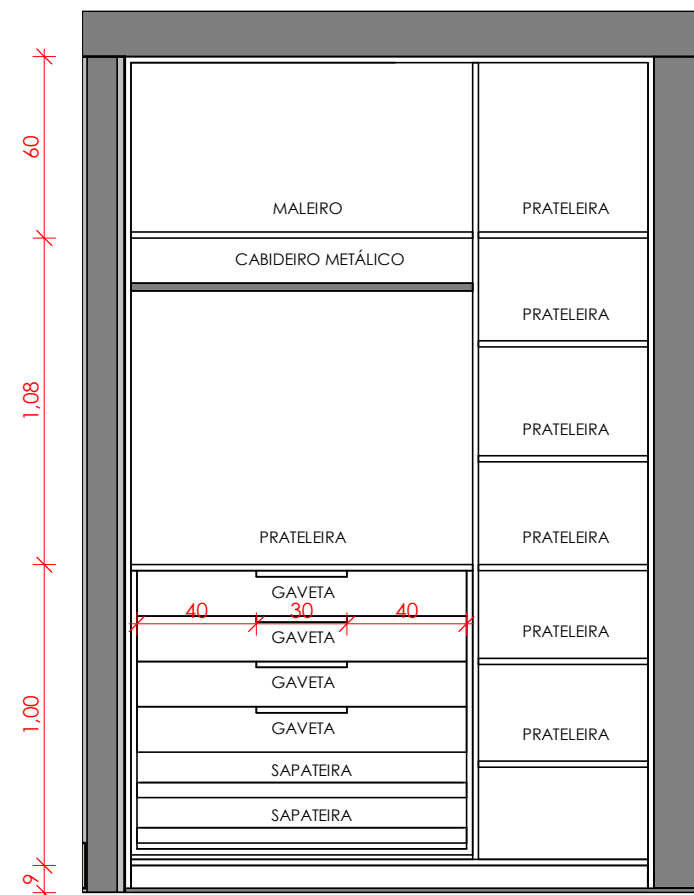 60
MALEIRO
PRATELEIRA
CABIDEIRO METÁLICO
PRATELEIRA
1,08
PRATELEIRA
PRATELEIRA
PRATELEIRA
GAVETA
40
30
40
GAVETA
PRATELEIRA
GAVETA
1,00
GAVETA
PRATELEIRA
SAPATEIRA
SAPATEIRA
9